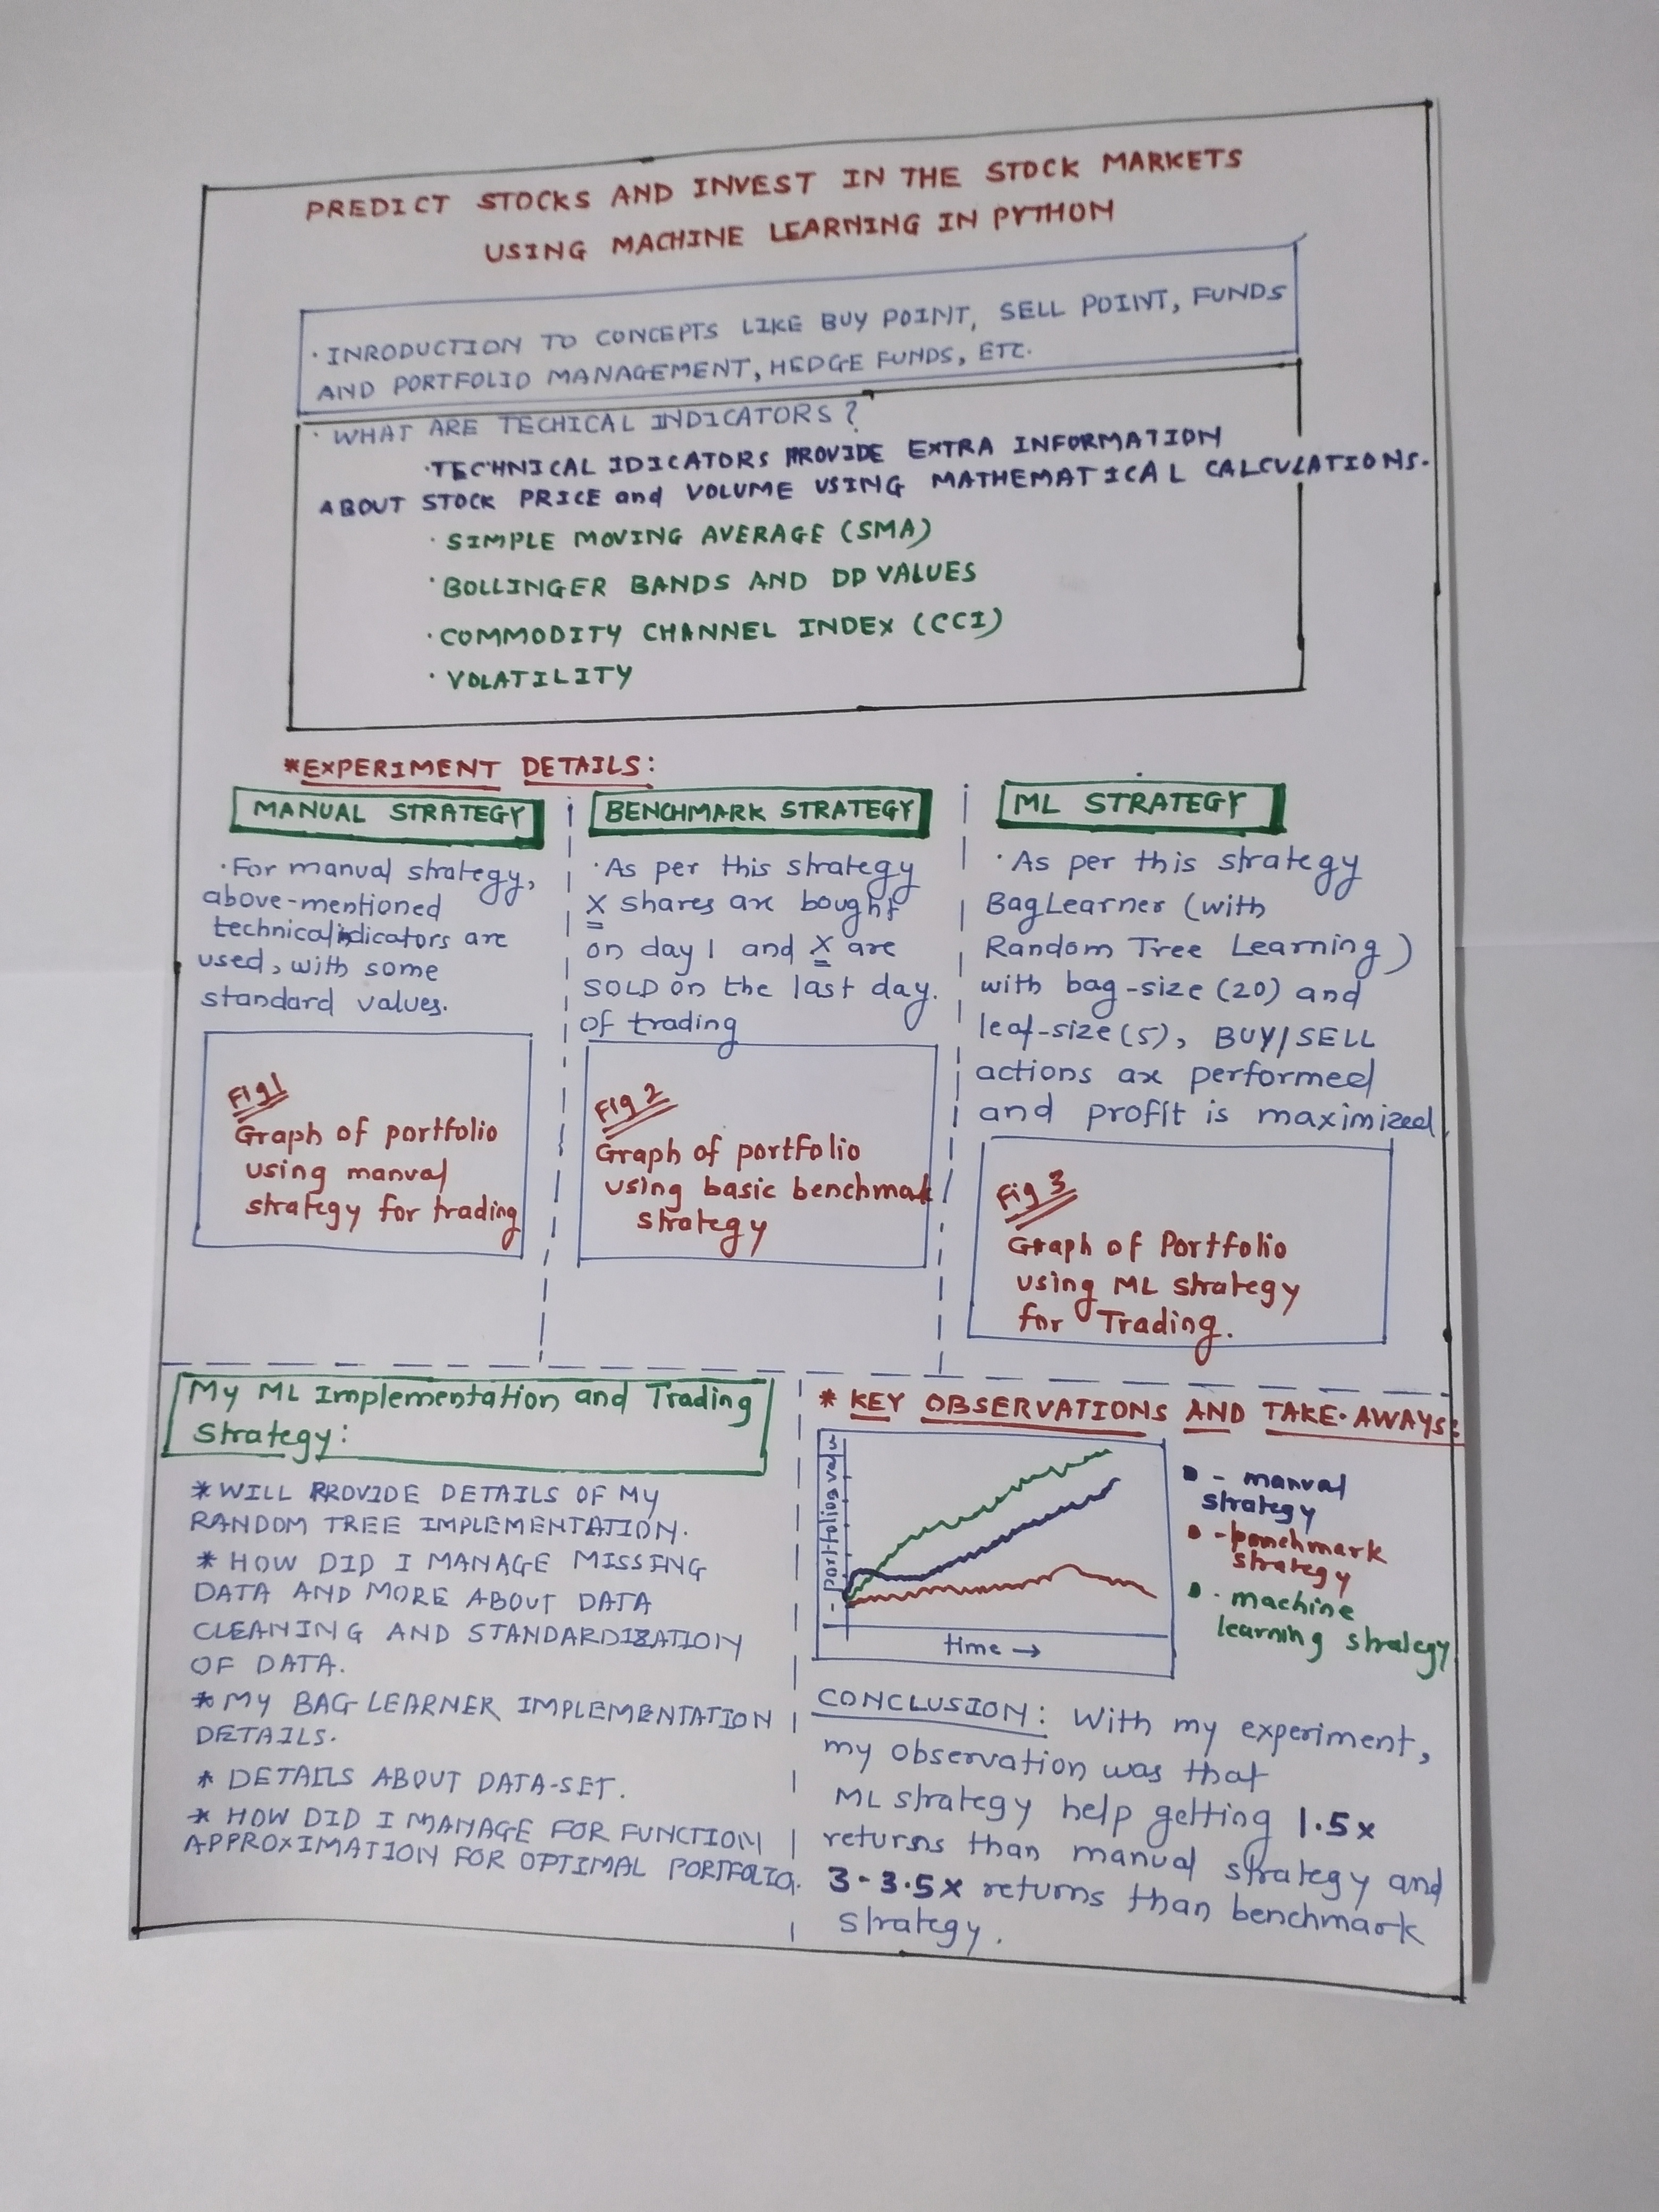 PREDICT STOCKS AND INVEST IN THE STOCK MARKETS
USING MACHINE LEARNING IN PYTHON
· INRODUCTION TO CONCEPTS LIKE BUY POINT, SELL POINT, FUNDS
AND PORTFOLIO MANAGEMENT, HEDGE FUNDS, ETC.
· WHAT ARE TECHICAL INDICATORS?
· TECHNICAL IDICATORS PROVIDE EXTRA INFORMATION
ABOUT STOCK PRICE and VOLUME USING MATHEMATICAL CALCULATIONS.
· SIMPLE MOVING AVERAGE (SMA)
· BOLLINGER BANDS AND DD VALUES
· COMMODITY CHANNEL INDEX (CCI)
· VOLATILITY
*EXPERIMENT DETAILS:
MANUAL STRATEGY
· For manual strategy,
above-mentioned
technical indicators are
used, with some
standard values.
Fig 1
Graph of portfolio
using manual
strategy for trading
BENCHMARK STRATEGY
· As per this strategy
X shares are bought
on day 1 and X are
SOLD on the last day.
of trading
Fig 2
Graph of portfolio
using basic benchmark
strategy
ML STRATEGY
· As per this strategy
BagLearner (with
Random Tree Learning)
with bag-size (20) and
leaf-size (5), BUY/SELL
actions are performed
and profit is maximized
Fig 3
Graph of Portfolio
using ML strategy
for Trading.
My ML Implementation and Trading
Strategy:
* WILL PROVIDE DETAILS OF MY
RANDOM TREE IMPLEMENTATION.
* HOW DID I MANAGE MISSING
DATA AND MORE ABOUT DATA
CLEANING AND STANDARDIZATION
OF DATA.
* MY BAG LEARNER IMPLEMENTATION
DETAILS.
* DETAILS ABOUT DATA-SET.
* HOW DID I MANAGE FOR FUNCTION
APPROXIMATION FOR OPTIMAL PORTFOLIO.
* KEY OBSERVATIONS AND TAKE-AWAYS:
time →
- manual
strategy
- benchmark
strategy
- machine
learning strategy
CONCLUSION: With my experiment,
my observation was that
ML strategy help getting 1.5x
returns than manual strategy and
3-3.5x returns than benchmark
strategy.